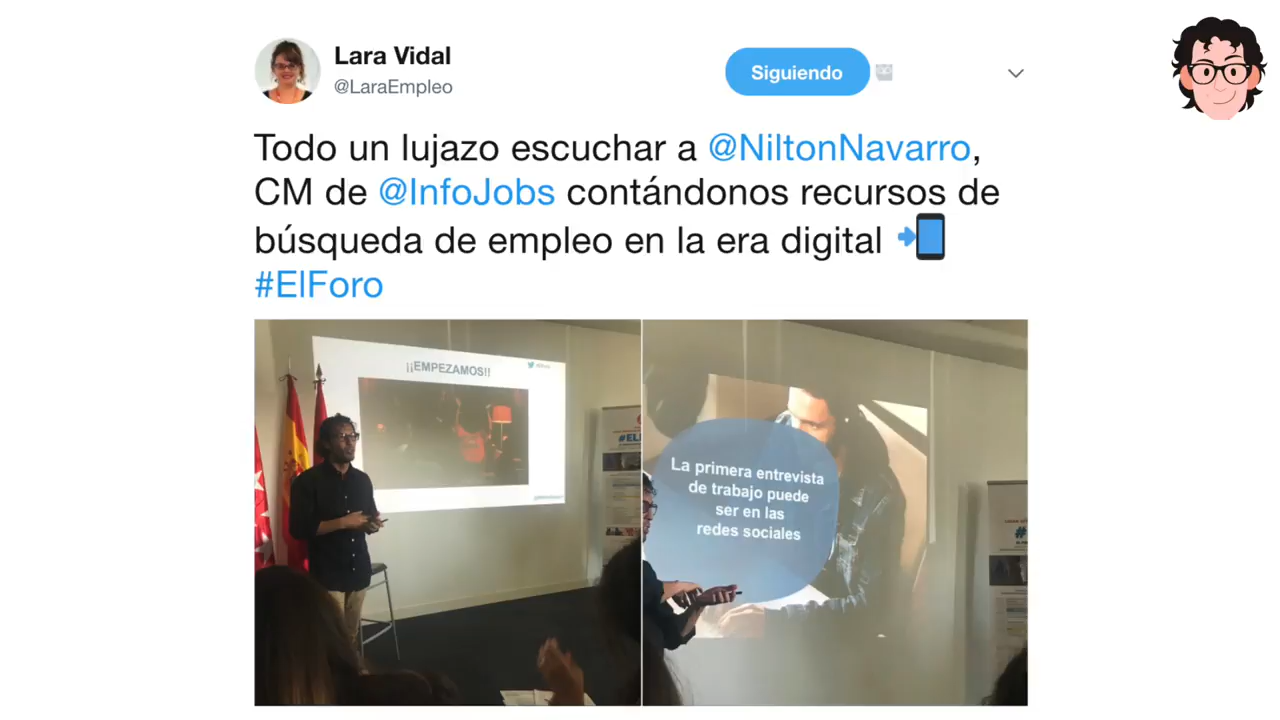 Lara Vidal
@LaraEmpleo
Siguiendo
Todo un lujazo escuchar a @NiltonNavarro,
CM de @InfoJobs contándonos recursos de
búsqueda de empleo en la era digital
#ElForo
¡¡EMPEZAMOS!!
La primera entrevista
de trabajo puede
ser en las
redes sociales